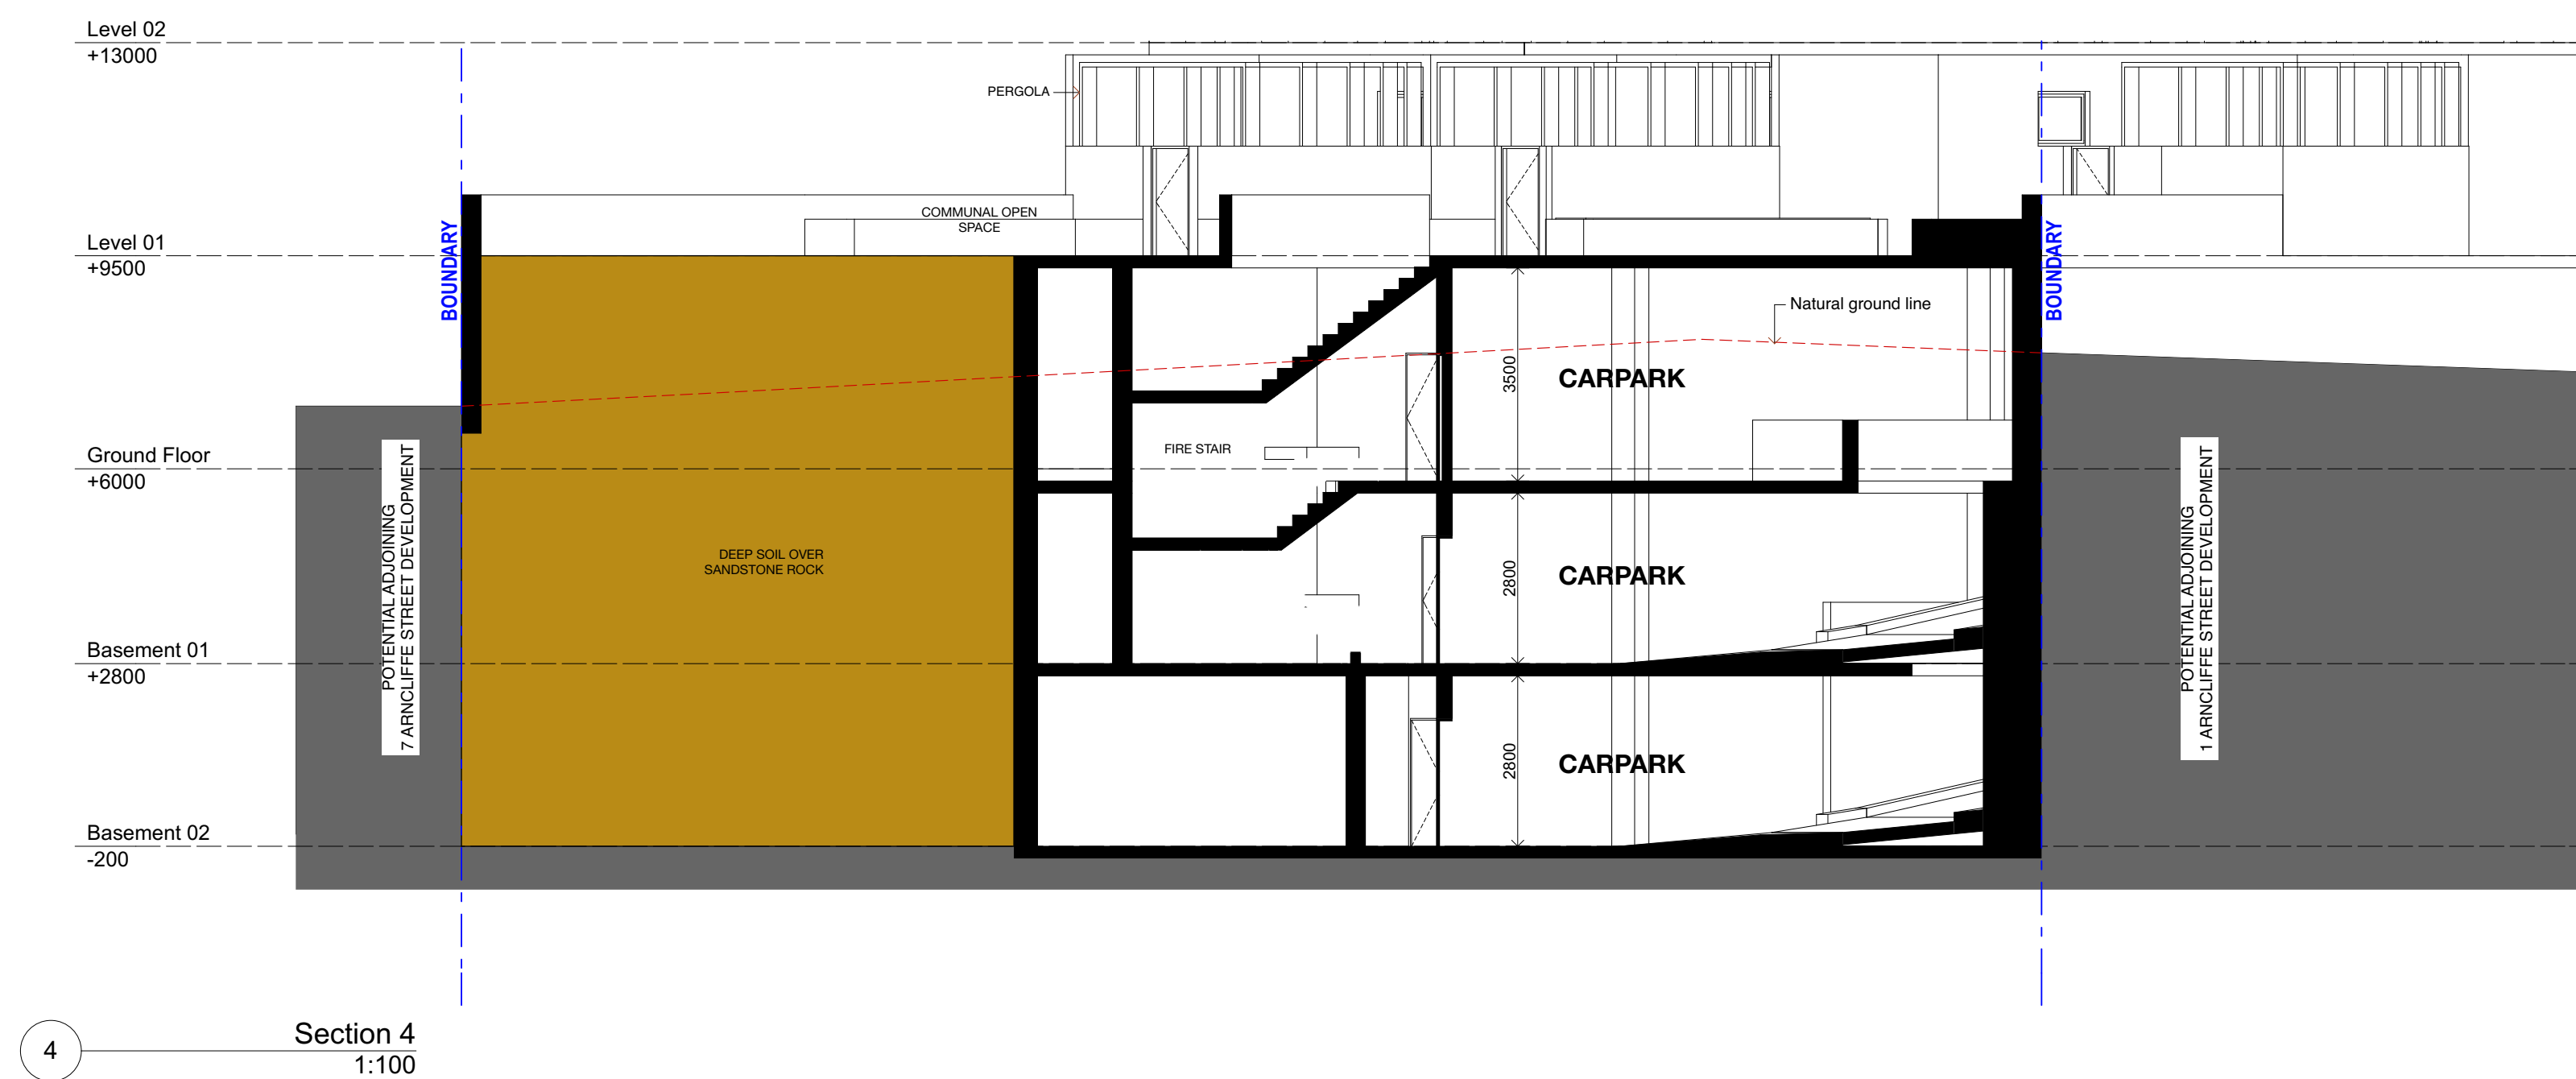 Level 02
+13000
PERGOLA
COMMUNAL OPEN
SPACE
Level 01
+9500
BOUNDARY
BOUNDARY
Natural ground line
3500
CARPARK
FIRE STAIR
Ground Floor
+6000
POTENTIAL ADJOINING
7 ARNCLIFFE STREET DEVELOPMENT
DEEP SOIL OVER
SANDSTONE ROCK
2800
CARPARK
POTENTIAL ADJOINING
1 ARNCLIFFE STREET DEVELOPMENT
Basement 01
+2800
2800
CARPARK
Basement 02
-200
4
Section 4
1:100